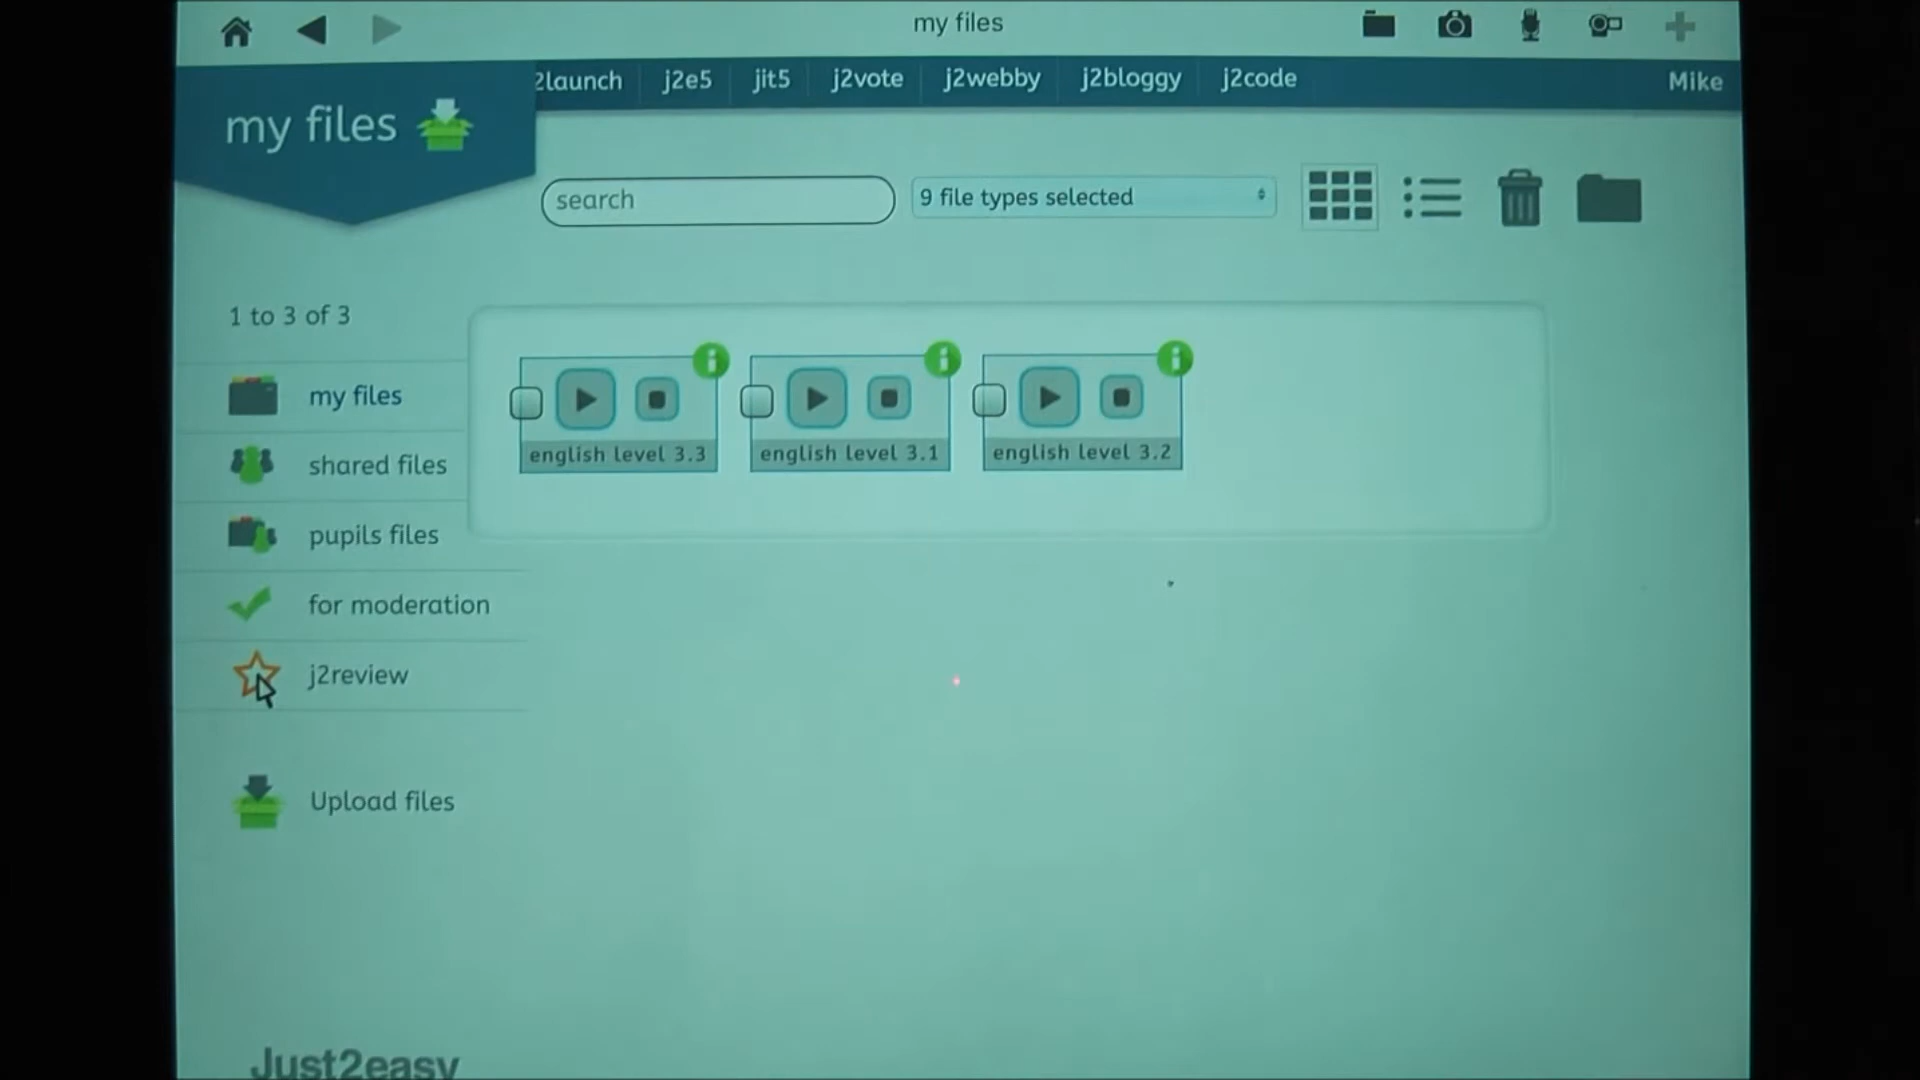 my files
2launch j2e5 jit5 j2vote j2webby j2bloggy j2code Mike
my files
search 9 file types selected
1 to 3 of 3
my files
shared files
pupils files
for moderation
j2review
Upload files
english level 3.3 english level 3.1 english level 3.2
Just2easy